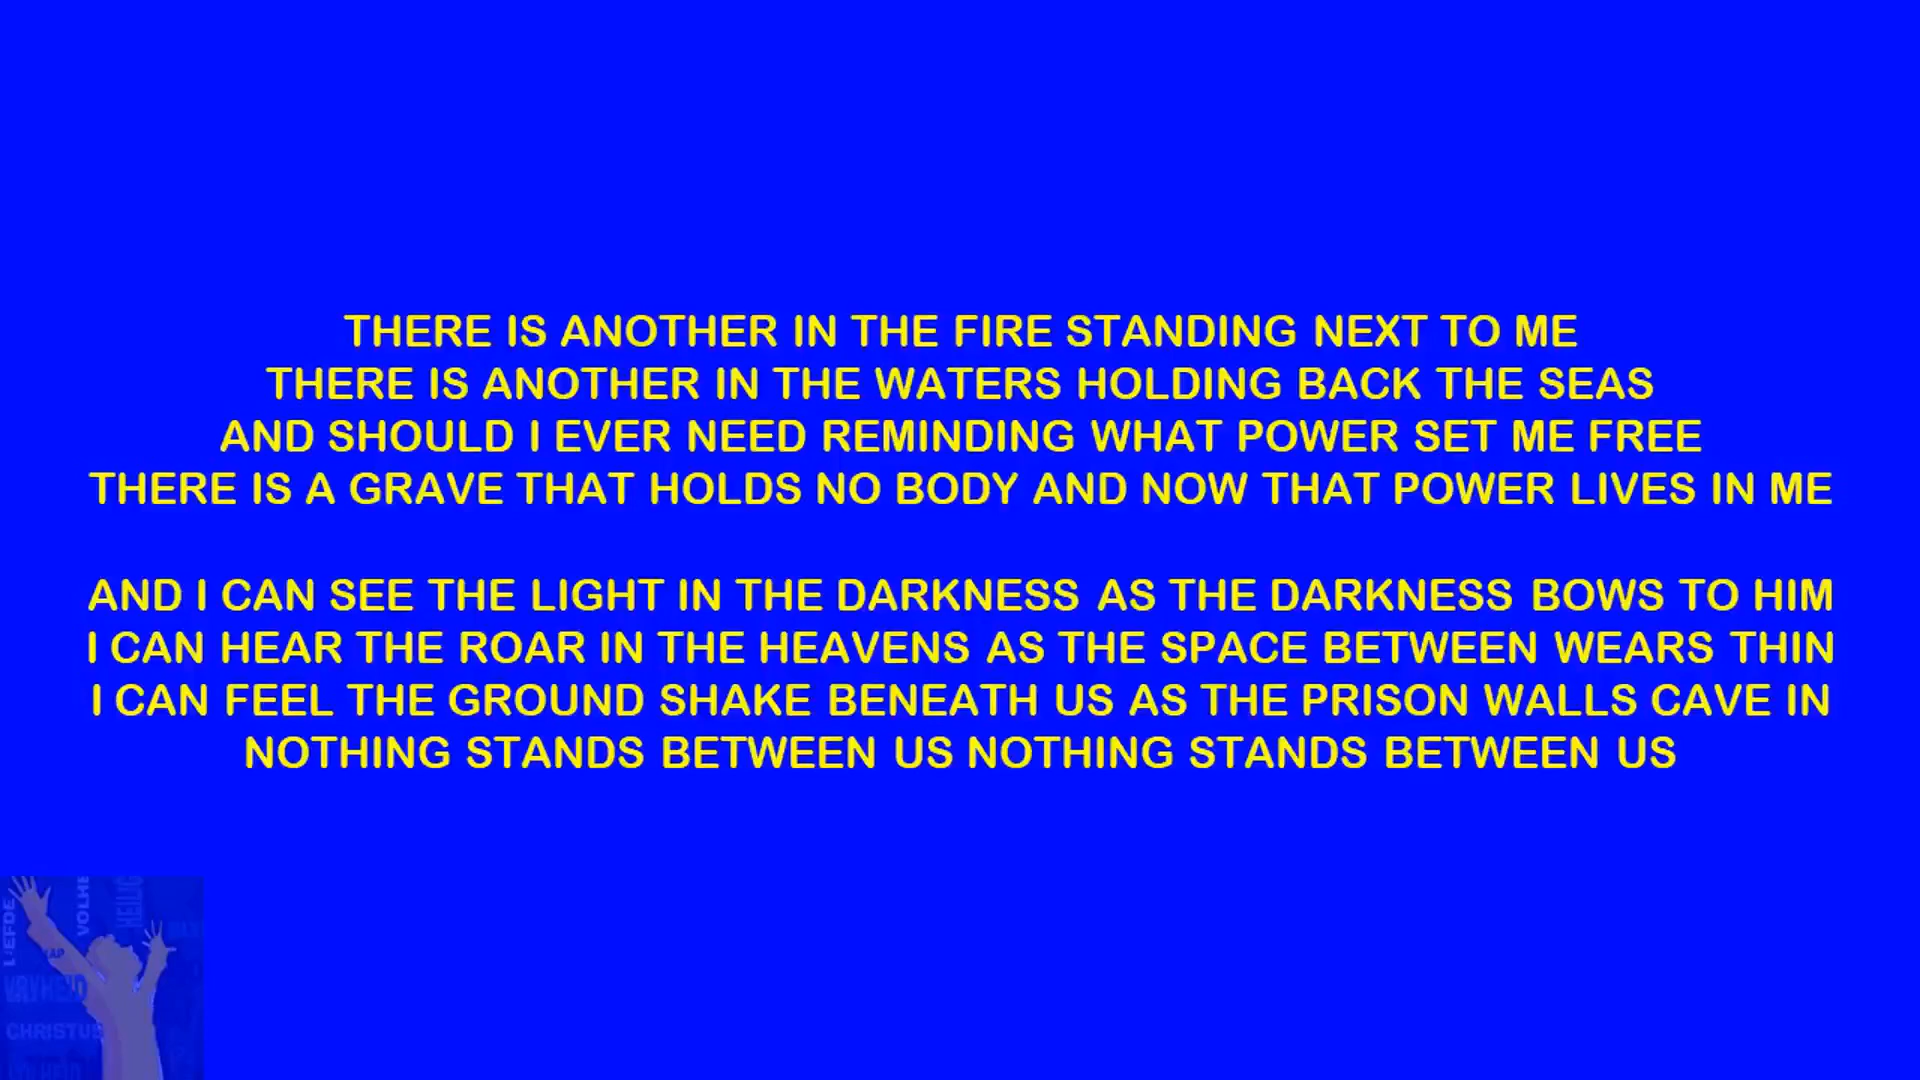 THERE IS ANOTHER IN THE FIRE STANDING NEXT TO ME
THERE IS ANOTHER IN THE WATERS HOLDING BACK THE SEAS
AND SHOULD I EVER NEED REMINDING WHAT POWER SET ME FREE
THERE IS A GRAVE THAT HOLDS NO BODY AND NOW THAT POWER LIVES IN ME
AND I CAN SEE THE LIGHT IN THE DARKNESS AS THE DARKNESS BOWS TO HIM
I CAN HEAR THE ROAR IN THE HEAVENS AS THE SPACE BETWEEN WEARS THIN
I CAN FEEL THE GROUND SHAKE BENEATH US AS THE PRISON WALLS CAVE IN
NOTHING STANDS BETWEEN US NOTHING STANDS BETWEEN US
LIEFDE
VOLHE
HEILIG
VRYHEID
CHRISTUS